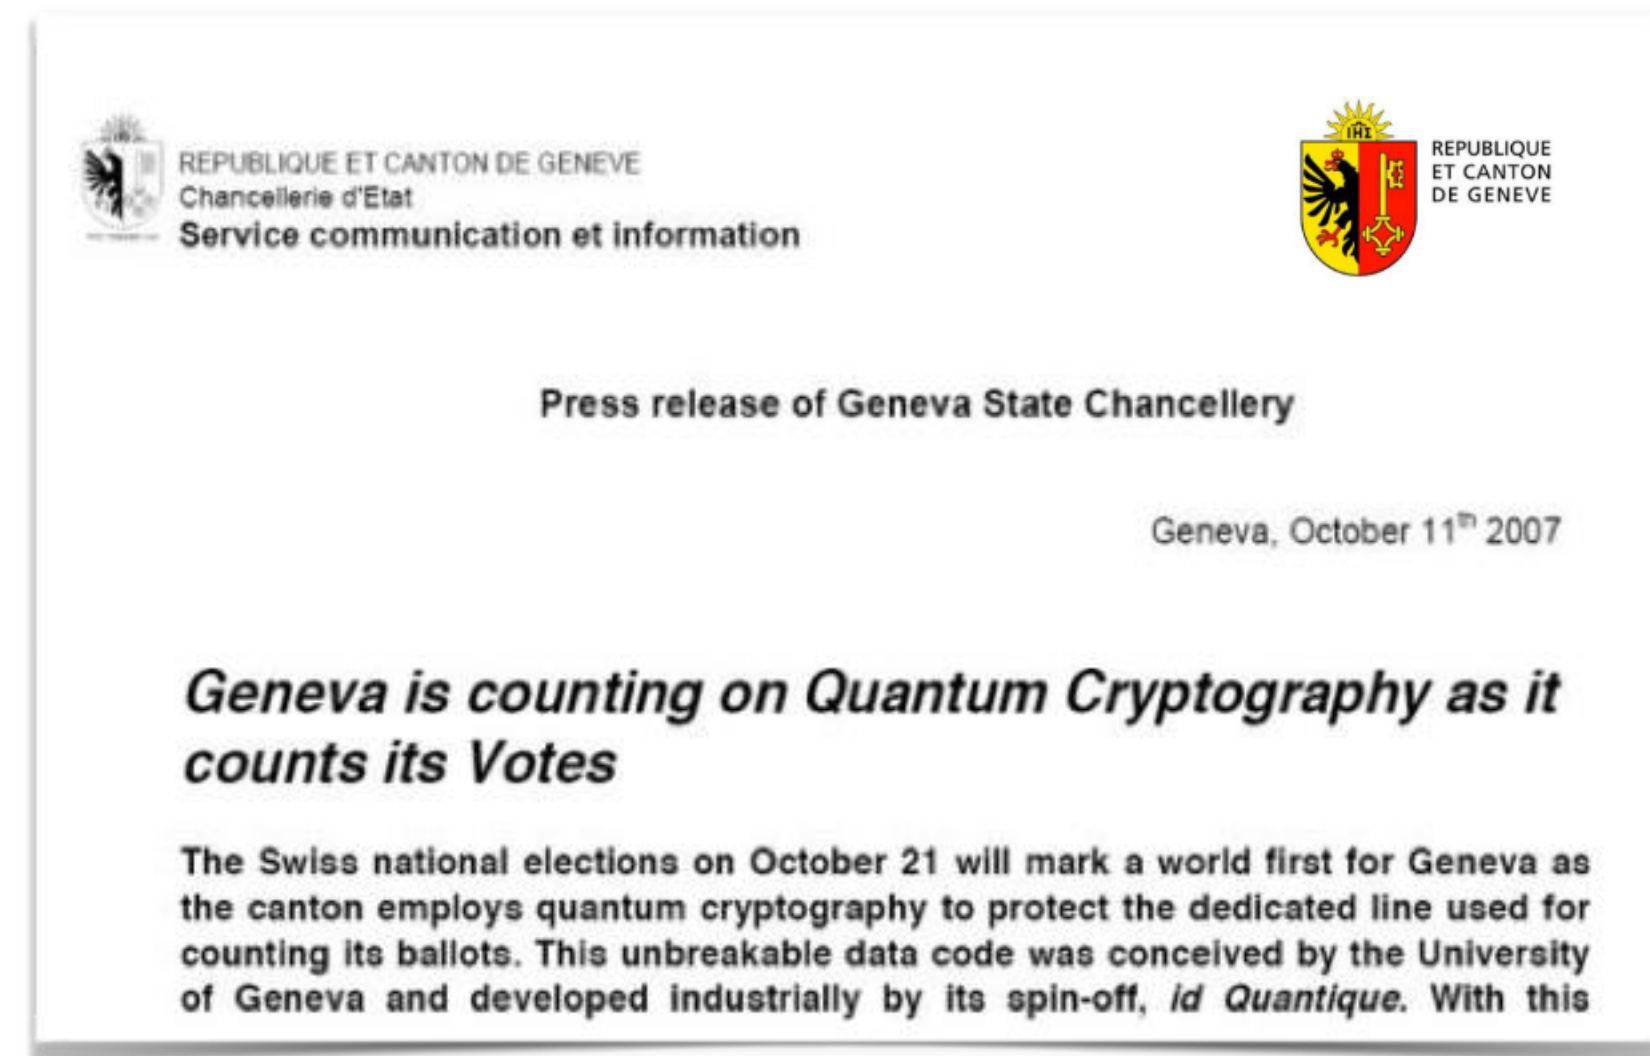 REPUBLIQUE ET CANTON DE GENEVE
Chancellerie d'Etat
Service communication et information
IHS
REPUBLIQUE
ET CANTON
DE GENEVE
Press release of Geneva State Chancellery
Geneva, October 11th 2007
Geneva is counting on Quantum Cryptography as it
counts its Votes
The Swiss national elections on October 21 will mark a world first for Geneva as
the canton employs quantum cryptography to protect the dedicated line used for
counting its ballots. This unbreakable data code was conceived by the University
of Geneva and developed industrially by its spin-off, id Quantique. With this